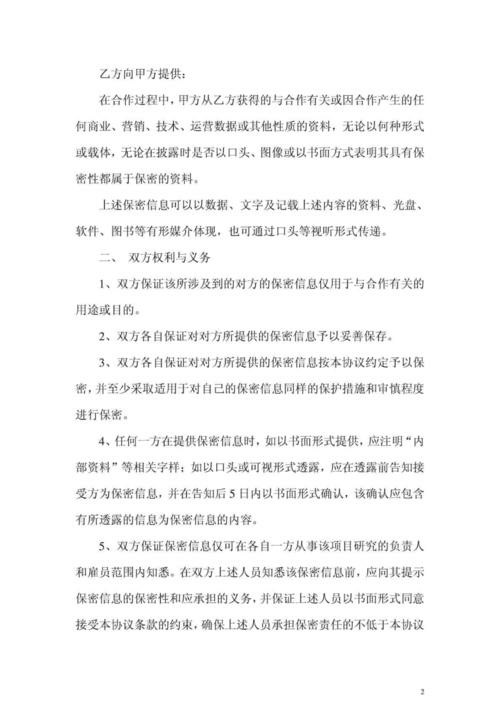 乙方向甲方提供：
在合作过程中，甲方从乙方获得的与合作有关或因合作产生的任
何商业、营销、技术、运营数据或其他性质的资料，无论以何种形式
或载体，无论在披露时是否以口头、图像或以书面方式表明其具有保
密性都属于保密的资料。
上述保密信息可以以数据、文字及记载上述内容的资料、光盘、
软件、图书等有形媒介体现，也可通过口头等视听形式传递。
二、 双方权利与义务
1、双方保证该所涉及到的对方的保密信息仅用于与合作有关的
用途或目的。
2、双方各自保证对对方所提供的保密信息予以妥善保存。
3、双方各自保证对对方所提供的保密信息按本协议约定予以保
密，并至少采取适用于对自己的保密信息同样的保护措施和审慎程度
进行保密。
4、任何一方在提供保密信息时，如以书面形式提供，应注明“内
部资料”等相关字样；如以口头或可视形式透露，应在透露前告知接
受方为保密信息，并在告知后 5 日内以书面形式确认，该确认应包含
有所透露的信息为保密信息的内容。
5、双方保证保密信息仅可在各自一方从事该项目研究的负责人
和雇员范围内知悉。在双方上述人员知悉该保密信息前，应向其提示
保密信息的保密性和应承担的义务，并保证上述人员以书面形式同意
接受本协议条款的约束，确保上述人员承担保密责任的不低于本协议
2